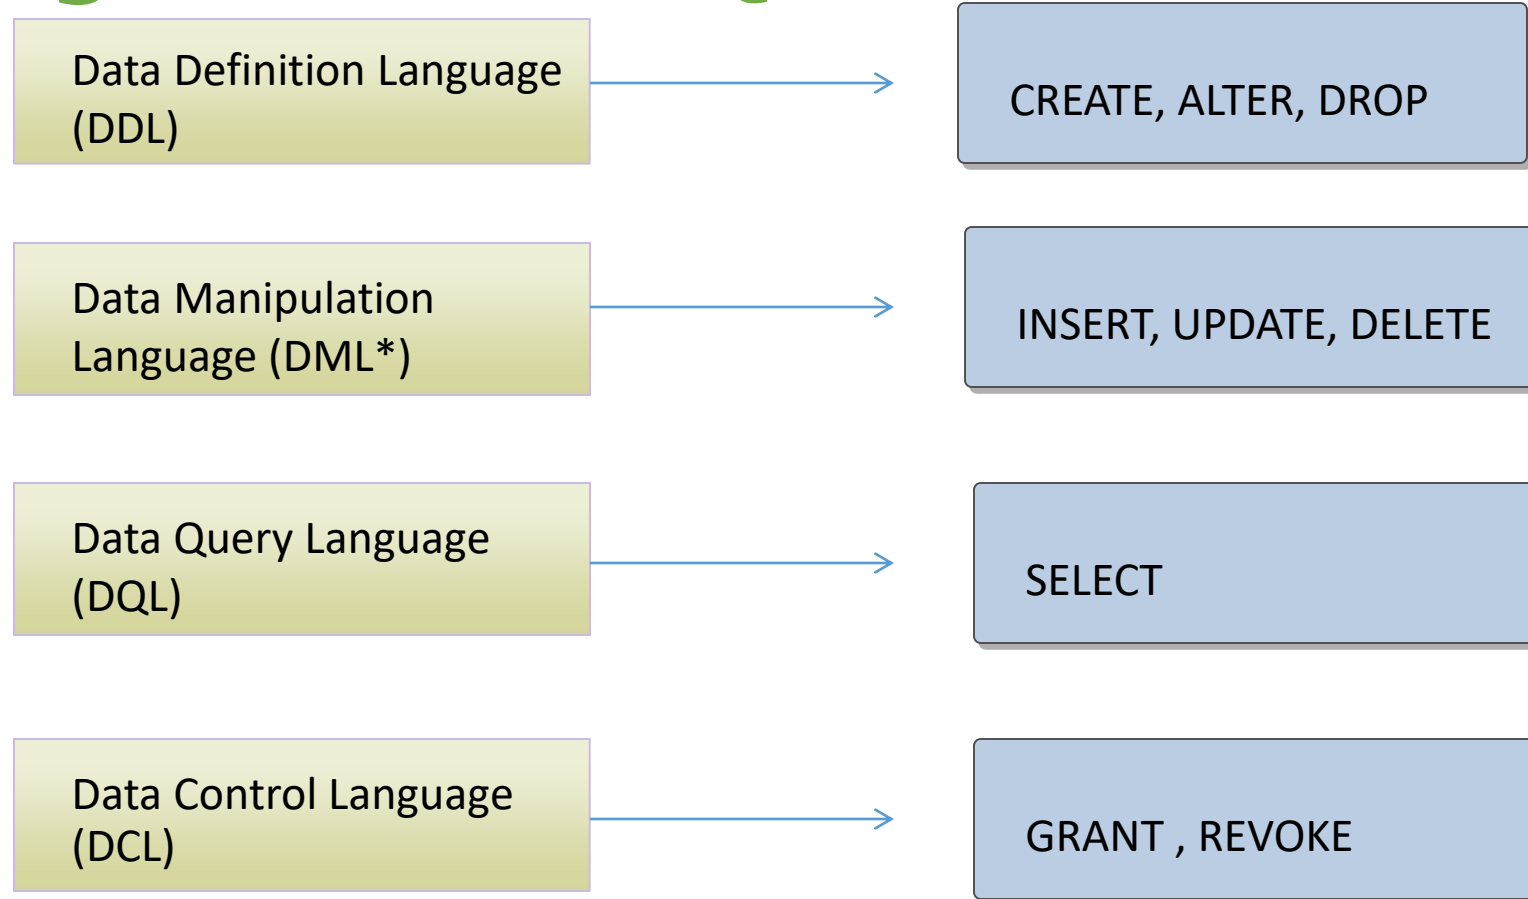 Data Definition Language
(DDL)
CREATE, ALTER, DROP
Data Manipulation
Language (DML*)
INSERT, UPDATE, DELETE
Data Query Language
(DQL)
SELECT
Data Control Language
(DCL)
GRANT , REVOKE